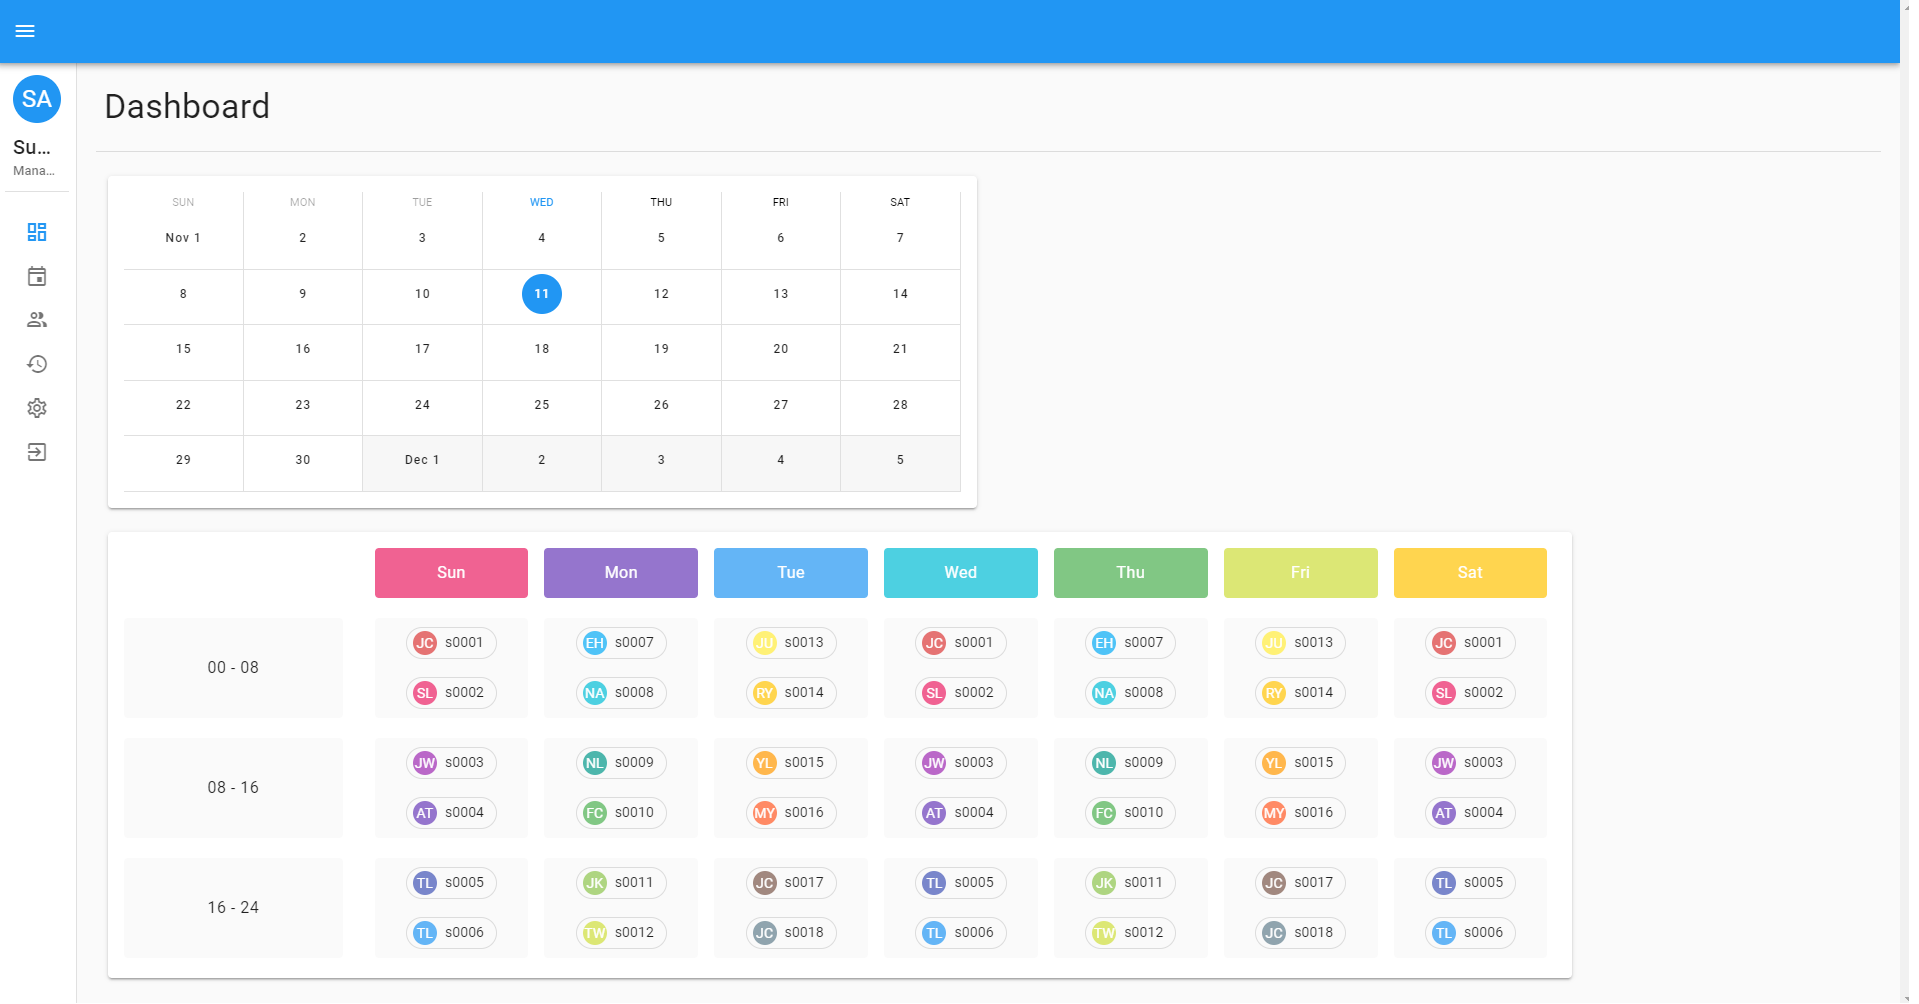 SA
Su...
Mana...
Dashboard
SUN MON TUE WED THU FRI SAT
Nov 1 2 3 4 5 6 7
8 9 10 11 12 13 14
15 16 17 18 19 20 21
22 23 24 25 26 27 28
29 30 Dec 1 2 3 4 5
Sun Mon Tue Wed Thu Fri Sat
JC s0001 EH s0007 JU s0013 JC s0001 EH s0007 JU s0013 JC s0001
00 - 08
SL s0002 NA s0008 RY s0014 SL s0002 NA s0008 RY s0014 SL s0002
JW s0003 NL s0009 YL s0015 JW s0003 NL s0009 YL s0015 JW s0003
08 - 16
AT s0004 FC s0010 MY s0016 AT s0004 FC s0010 MY s0016 AT s0004
TL s0005 JK s0011 JC s0017 TL s0005 JK s0011 JC s0017 TL s0005
16 - 24
TL s0006 TW s0012 JC s0018 TL s0006 TW s0012 JC s0018 TL s0006